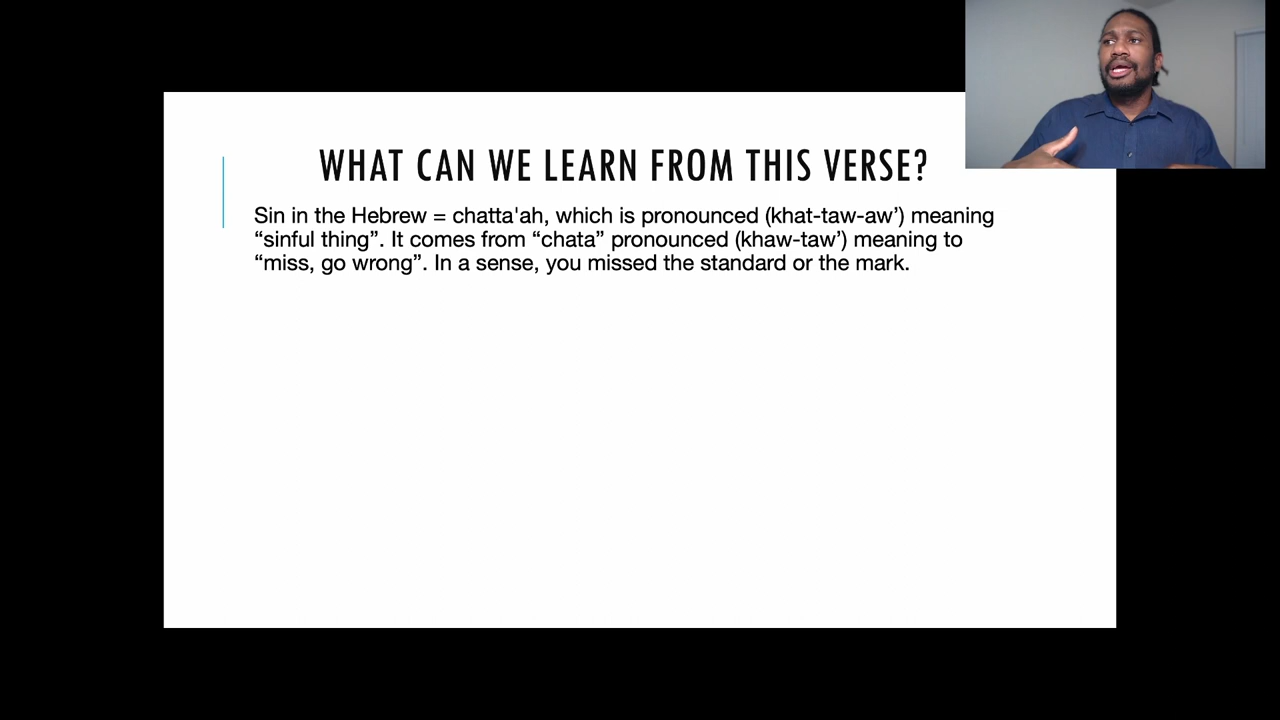 WHAT CAN WE LEARN FROM THIS VERSE?
Sin in the Hebrew = chatta'ah, which is pronounced (khat-taw-aw’) meaning
“sinful thing”. It comes from “chata” pronounced (khaw-taw’) meaning to
“miss, go wrong”. In a sense, you missed the standard or the mark.